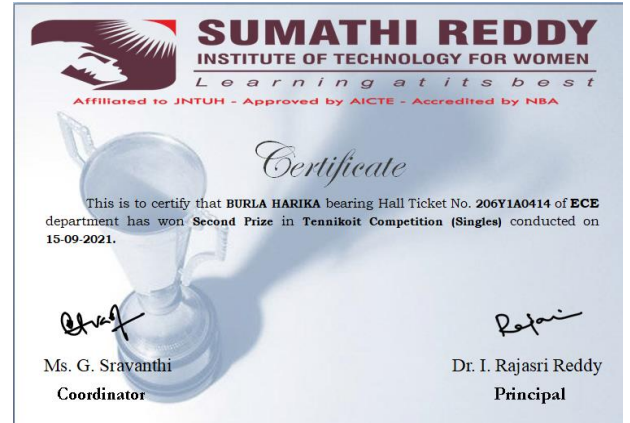 SUMATHI REDDY
INSTITUTE OF TECHNOLOGY FOR WOMEN
Learning at its best
Affiliated to JNTUH - Approved by AICTE - Accredited by NBA
Certificate
This is to certify that BURLA HARIKA bearing Hall Ticket No. 206Y1A0414 of ECE
department has won Second Prize in Tennikoit Competition (Singles) conducted on
15-09-2021.
Rajani
Ms. G. Sravanthi
Dr. I. Rajasri Reddy
Coordinator
Principal